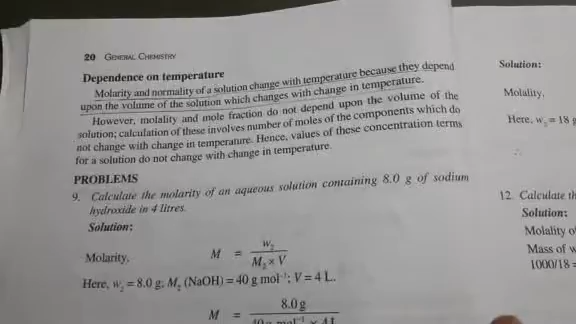 20 GENERAL CHEMISTRY
Dependence on temperature
Molarity and normality of a solution change with temperature because they depend
upon the volume of the solution which changes with change in temperature.
However, molality and mole fraction do not depend upon the volume of the
solution; calculation of these involves number of moles of the components which do
not change with change in temperature. Hence, values of these concentration terms
for a solution do not change with change in temperature.
PROBLEMS
9. Calculate the molarity of an aqueous solution containing 8.0 g of sodium
hydroxide in 4 litres.
Solution:
Molarity, M = w₂ / M₂ × V
Here, w₂ = 8.0 g; M₂ (NaOH) = 40 g mol⁻¹; V = 4 L.
M = 8.0 g / 40 g mol⁻¹ × 4 L
Solution:
Molality,
Here, w₂ = 18 g
∴
12. Calculate th
Solution:
Molality o
Mass of w
1000/18 =